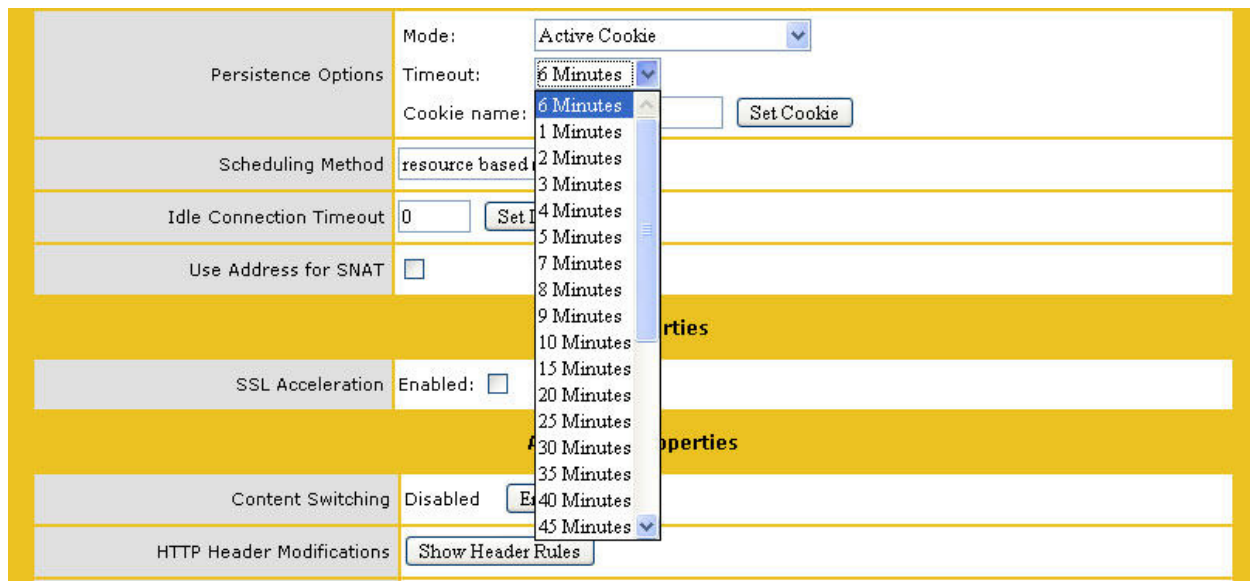 Mode: Active Cookie
Persistence Options Timeout: 6 Minutes
Cookie name: Set Cookie
6 Minutes
1 Minutes
2 Minutes
3 Minutes
4 Minutes
5 Minutes
7 Minutes
8 Minutes
9 Minutes
10 Minutes
15 Minutes
20 Minutes
25 Minutes
30 Minutes
35 Minutes
40 Minutes
45 Minutes
Scheduling Method resource based
Idle Connection Timeout 0 Set
Use Address for SNAT
SSL Acceleration Enabled:
Content Switching Disabled
HTTP Header Modifications Show Header Rules